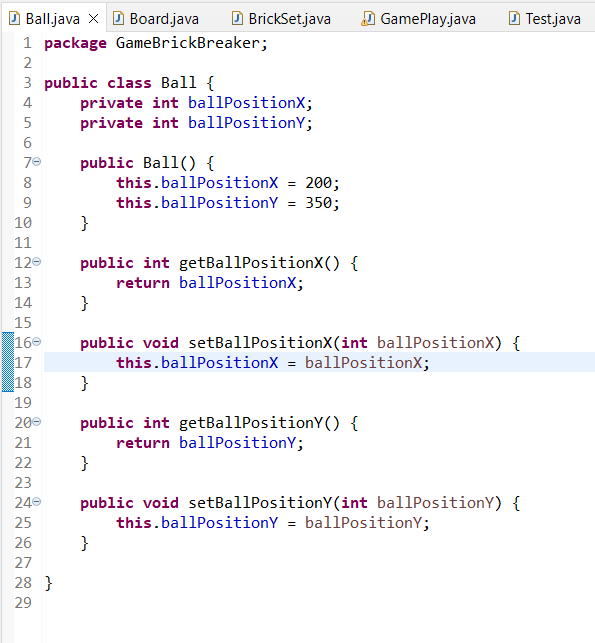 Ball.java Board.java BrickSet.java GamePlay.java Test.java
1 package GameBrickBreaker;
2
3 public class Ball {
4     private int ballPositionX;
5     private int ballPositionY;
6
7     public Ball() {
8         this.ballPositionX = 200;
9         this.ballPositionY = 350;
10     }
11
12     public int getBallPositionX() {
13         return ballPositionX;
14     }
15
16     public void setBallPositionX(int ballPositionX) {
17         this.ballPositionX = ballPositionX;
18     }
19
20     public int getBallPositionY() {
21         return ballPositionY;
22     }
23
24     public void setBallPositionY(int ballPositionY) {
25         this.ballPositionY = ballPositionY;
26     }
27
28 }
29